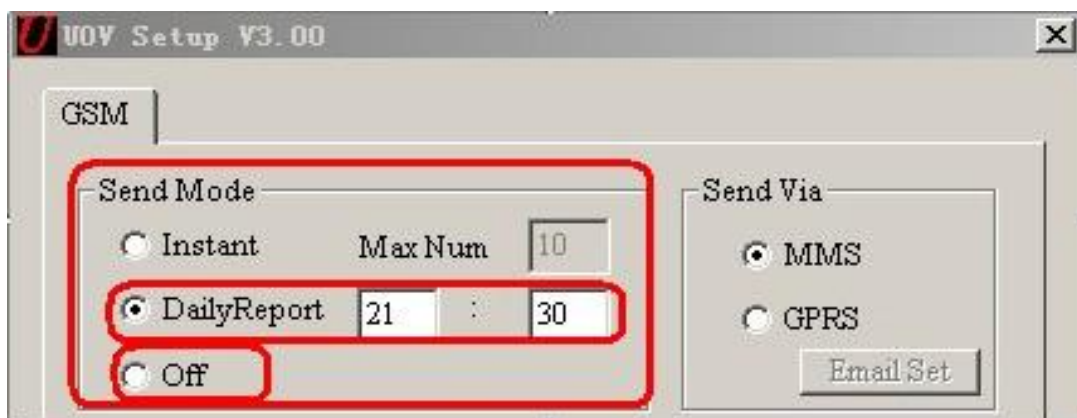 UOV Setup V3.00
GSM
Send Mode
Instant Max Num 10
DailyReport 21 : 30
Off
Send Via
MMS
GPRS
Email Set